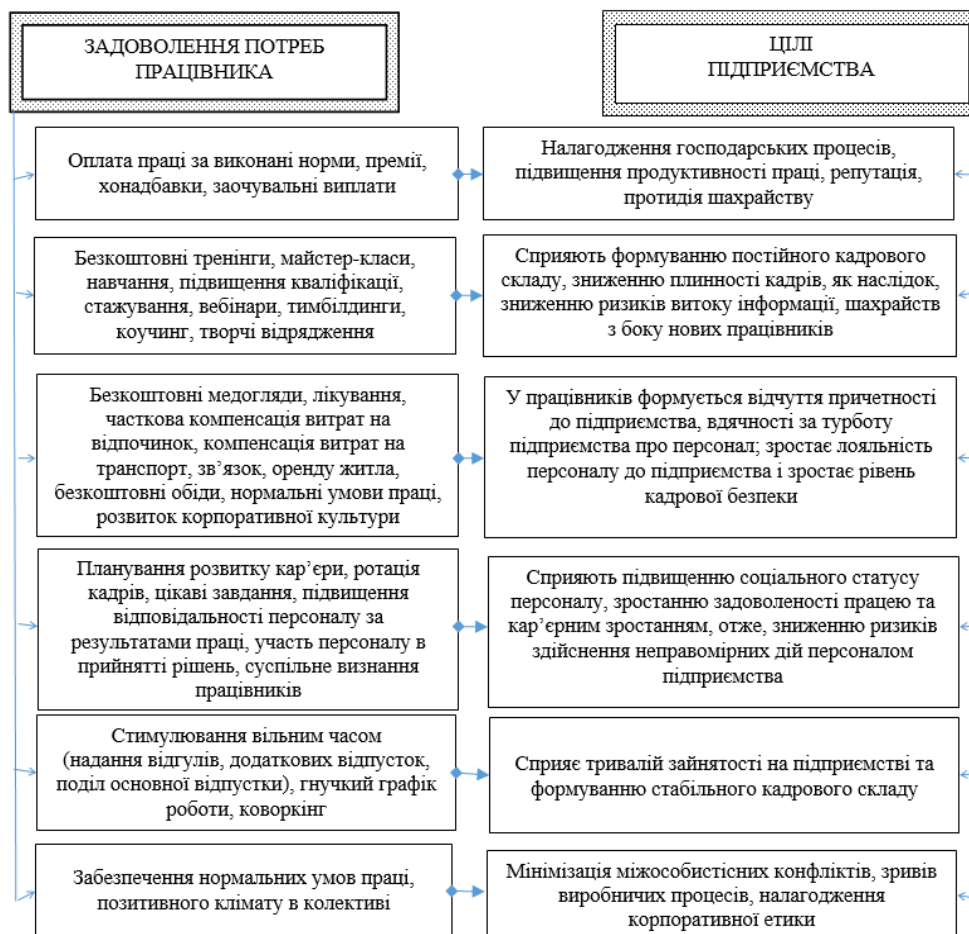 ЗАДОВОЛЕННЯ ПОТРЕБ
ПРАЦІВНИКА
ЦІЛІ
ПІДПРИЄМСТВА
Оплата праці за виконані норми, премії,
хонадбавки, заочувальні виплати
Налагодження господарських процесів,
підвищення продуктивності праці, репутація,
протидія шахрайству
Безкоштовні тренінги, майстер-класи,
навчання, підвищення кваліфікації,
стажування, вебінари, тимбілдинги,
коучинг, творчі відрядження
Сприяють формуванню постійного кадрового
складу, зниженню плинності кадрів, як наслідок,
зниженню ризиків витоку інформації, шахрайств
з боку нових працівників
Безкоштовні медогляди, лікування,
часткова компенсація витрат на
відпочинок, компенсація витрат на
транспорт, зв’язок, оренду житла,
безкоштовні обіди, нормальні умови праці,
розвиток корпоративної культури
У працівників формується відчуття причетності
до підприємства, вдячності за турботу
підприємства про персонал; зростає лояльність
персоналу до підприємства і зростає рівень
кадрової безпеки
Планування розвитку кар’єри, ротація
кадрів, цікаві завдання, підвищення
відповідальності персоналу за
результатами праці, участь персоналу в
прийнятті рішень, суспільне визнання
працівників
Сприяють підвищенню соціального статусу
персоналу, зростанню задоволеності працею та
кар’єрним зростанням, отже, зниженню ризиків
здійснення неправомірних дій персоналом
підприємства
Стимулювання вільним часом
(надання відгулів, додаткових відпусток,
поділ основної відпустки), гнучкий графік
роботи, коворкінг
Сприяє тривалій зайнятості на підприємстві та
формуванню стабільного кадрового складу
Забезпечення нормальних умов праці,
позитивного клімату в колективі
Мінімізація міжособистісних конфліктів, зривів
виробничих процесів, налагодження
корпоративної етики